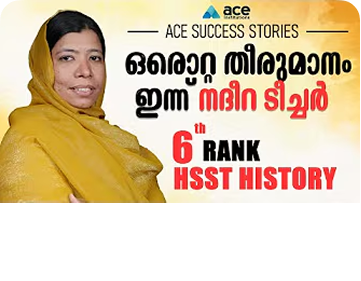 ace
institutions
ACE SUCCESS STORIES
ഒരൊറ്റ തീരുമാനം
ഇന്ന് നദീറ ടീച്ചർ
6th RANK
HSST HISTORY